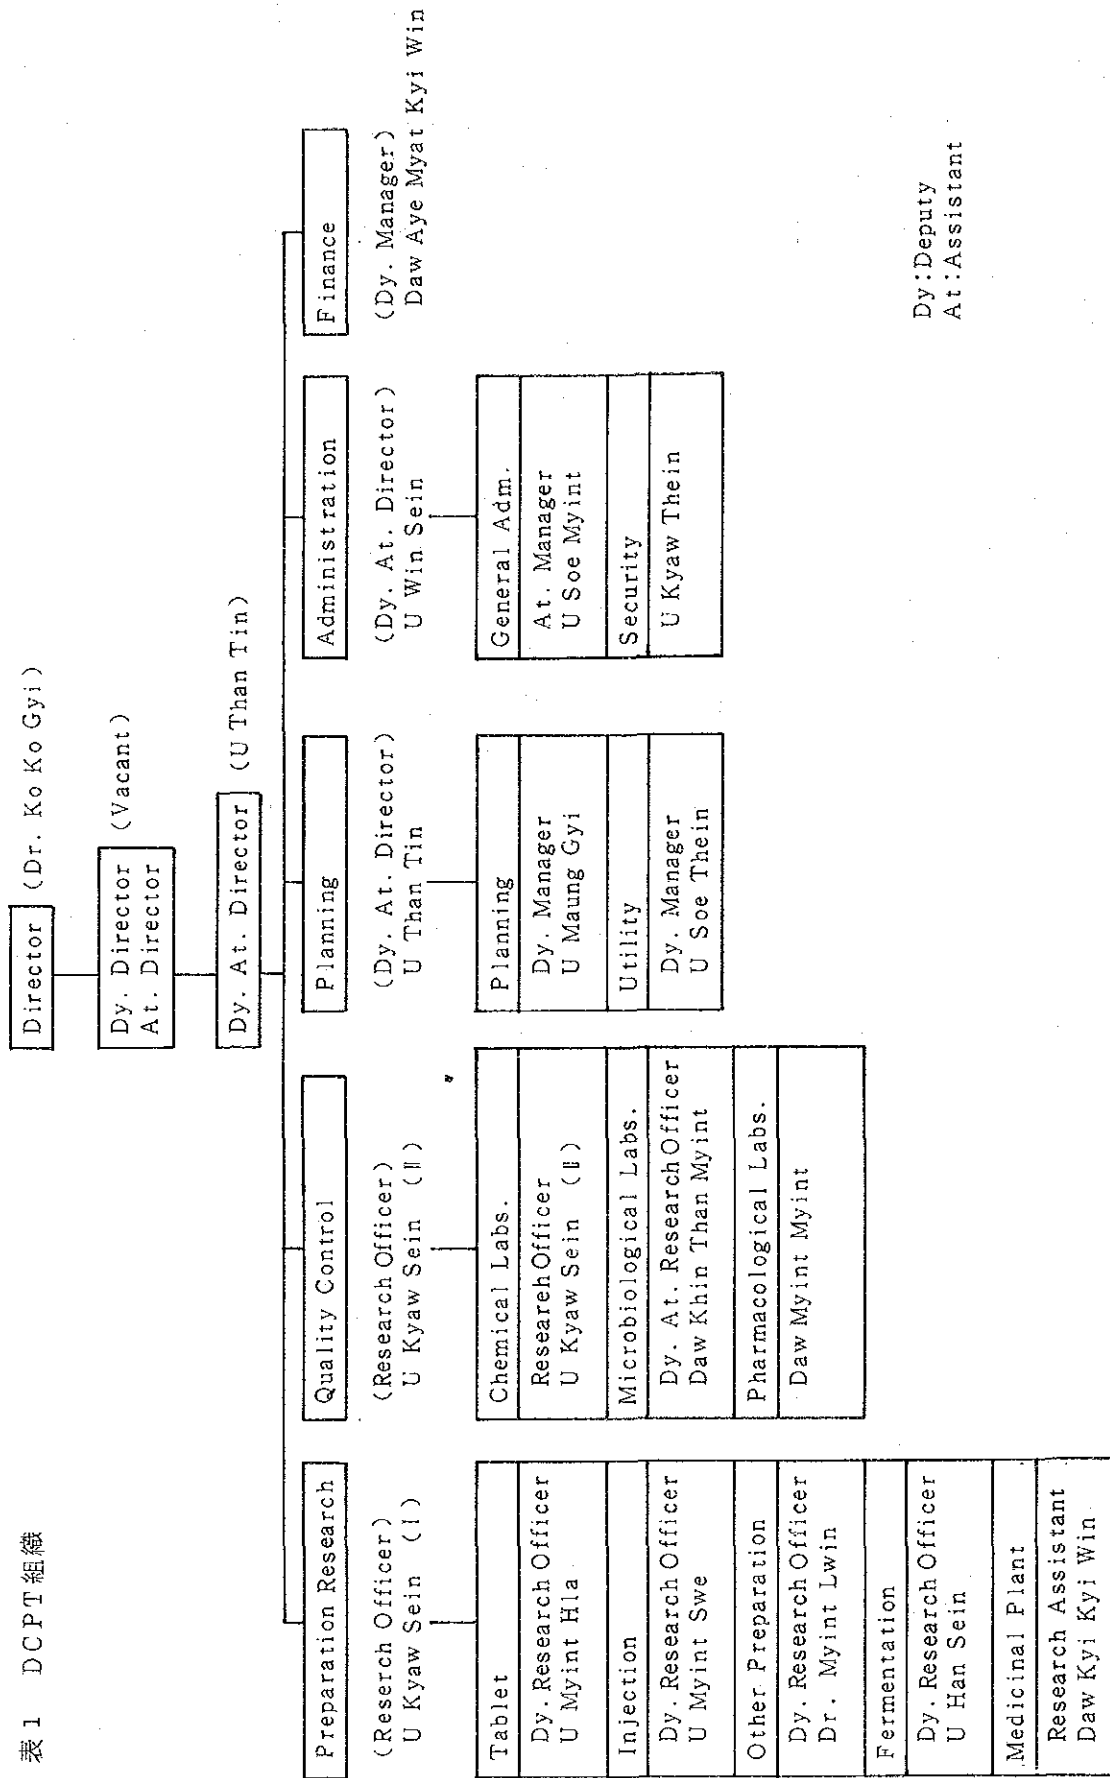 表1 DCPT組織
Director (Dr. Ko Ko Gyi)
Dy. Director
At. Director
(Vacant)
Dy. At. Director (U Than Tin)
Preparation Research
(Reserch Officer)
U Kyaw Sein (I)
Tablet
Dy. Research Officer
U Myint Hla
Injection
Dy. Research Officer
U Myint Swe
Other Preparation
Dy. Research Officer
Dr. Myint Lwin
Fermentation
Dy. Research Officer
U Han Sein
Medicinal Plant
Research Assistant
Daw Kyi Kyi Win
Quality Control
(Research Officer)
U Kyaw Sein (II)
Chemical Labs.
Researeh Officer
U Kyaw Sein (II)
Microbiological Labs.
Dy. At. Research Officer
Daw Khin Than Myint
Pharmacological Labs.
Daw Myint Myint
Planning
(Dy. At. Director)
U Than Tin
Planning
Dy. Manager
U Maung Gyi
Utility
Dy. Manager
U Soe Thein
Administration
(Dy. At. Director)
U Win Sein
General Adm.
At. Manager
U Soe Myint
Security
U Kyaw Thein
Finance
(Dy. Manager)
Daw Aye Myat Kyi Win
Dy:Deputy
At:Assistant